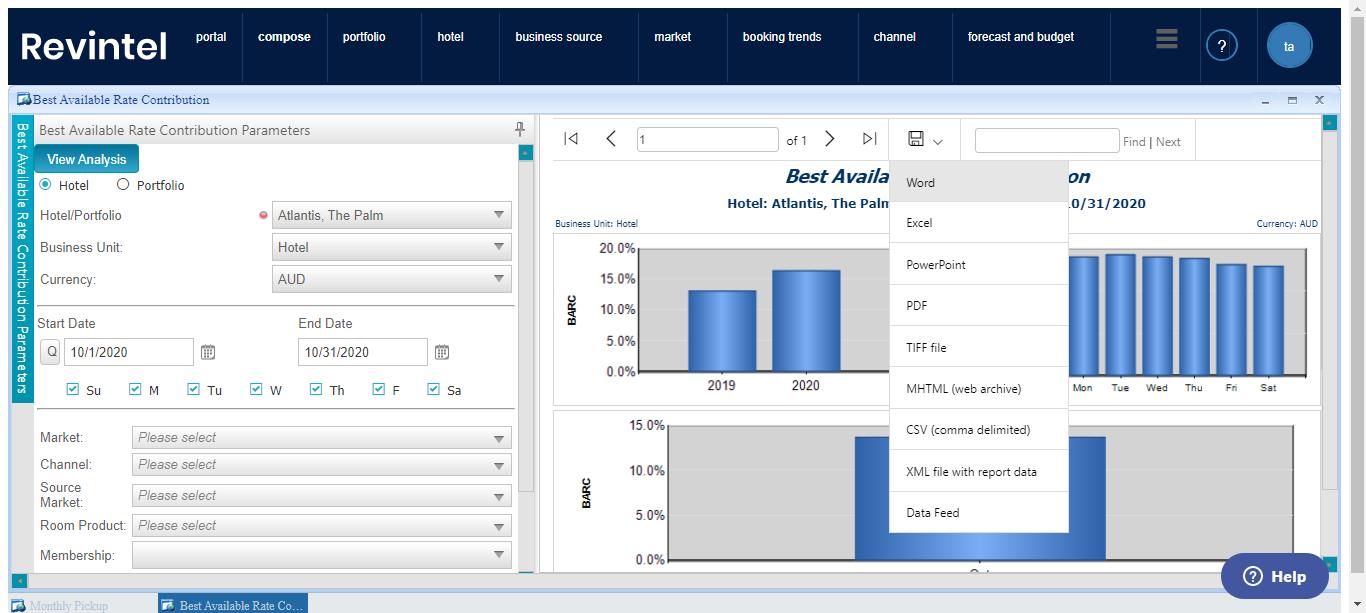 Revintel
portal
compose
portfolio
hotel
business source
market
booking trends
channel
forecast and budget
?
ta
Best Available Rate Contribution
Best Available Rate Contribution Parameters
Best Available Rate Contribution Parameters
View Analysis
Hotel
Portfolio
Hotel/Portfolio
Atlantis, The Palm
Business Unit:
Hotel
Currency:
AUD
Start Date
End Date
Q
10/1/2020
10/31/2020
Su
M
Tu
W
Th
F
Sa
Market:
Please select
Channel:
Please select
Source
Market:
Please select
Room Product:
Please select
Membership:
1
of 1
Find | Next
Best Availa
on
Hotel: Atlantis, The Palm
10/31/2020
Business Unit: Hotel
Currency: AUD
Word
Excel
PowerPoint
PDF
TIFF file
MHTML (web archive)
CSV (comma delimited)
XML file with report data
Data Feed
20.0%
15.0%
10.0%
5.0%
0.0%
BARC
2019
2020
Mon
Tue
Wed
Thu
Fri
Sat
15.0%
10.0%
5.0%
0.0%
BARC
? Help
Monthly Pickup
Best Available Rate Co...